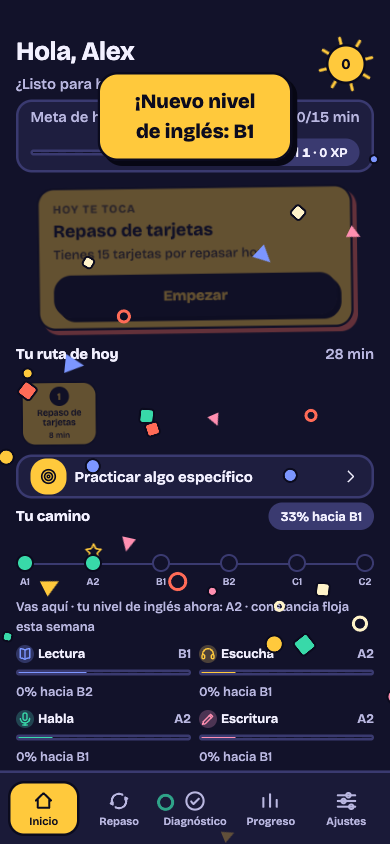 Hola, Alex
0
¿Listo para
¡Nuevo nivel
de inglés: B1
Meta de
0/15 min
1 · 0 XP
HOY TE TOCA
Repaso de tarjetas
Tienes 15 tarjetas por repasar
Empezar
Tu ruta de hoy
28 min
1
Repaso de
tarjetas
8 min
Practicar algo específico
Tu camino
33% hacia B1
A1
A2
B1
B2
C1
C2
Vas aquí · tu nivel de inglés ahora: A2 · constancia floja
esta semana
Lectura B1
Escucha A2
0% hacia B2
0% hacia B1
Habla A2
Escritura A2
0% hacia B1
0% hacia B1
Inicio
Repaso
Diagnóstico
Progreso
Ajustes